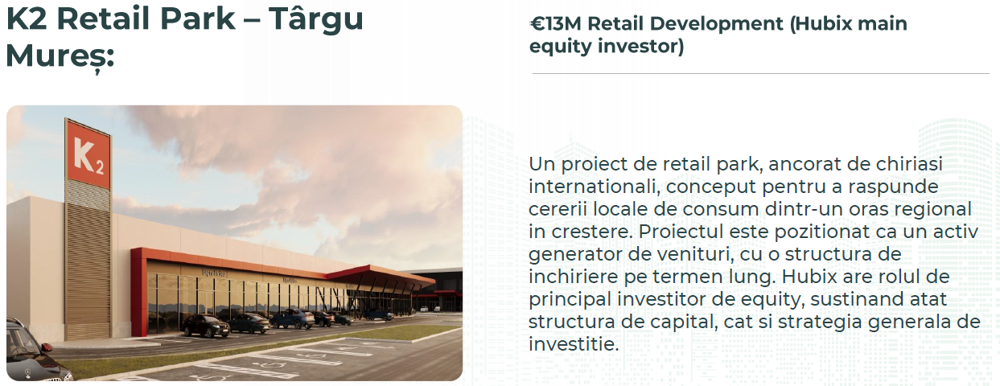 K2 Retail Park – Târgu
Mureș:
€13M Retail Development (Hubix main
equity investor)
K2
Un proiect de retail park, ancorat de chiriasi
internationali, conceput pentru a raspunde
cererii locale de consum dintr-un oras regional
in crestere. Proiectul este pozitionat ca un activ
generator de venituri, cu o structura de
inchiriere pe termen lung. Hubix are rolul de
principal investitor de equity, sustinand atat
structura de capital, cat si strategia generala de
investitie.